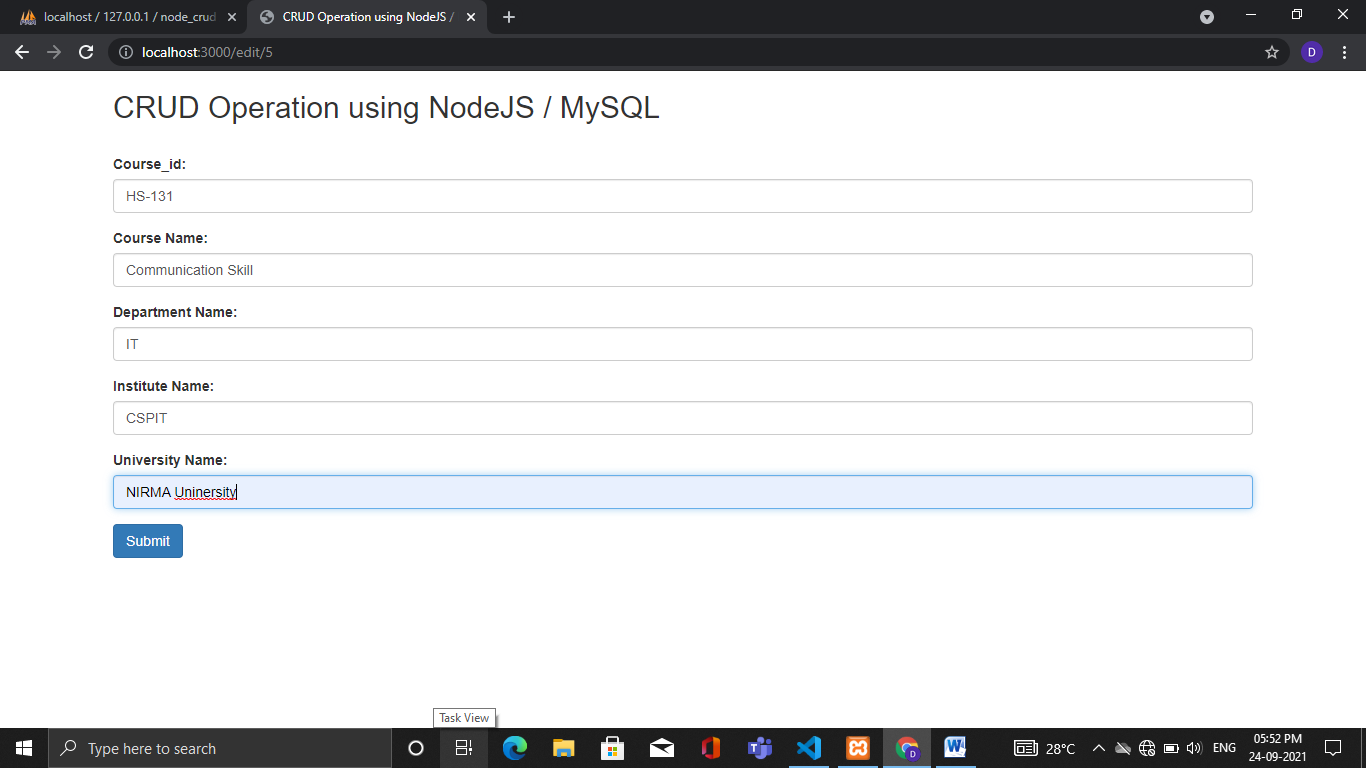 localhost / 127.0.0.1 / node_crud
CRUD Operation using NodeJS /
D
localhost:3000/edit/5
CRUD Operation using NodeJS / MySQL
Course_id:
HS-131
Course Name:
Communication Skill
Department Name:
IT
Institute Name:
CSPIT
University Name:
NIRMA Uninersity
Submit
Task View
Type here to search
28°C
ENG
05:52 PM
24-09-2021